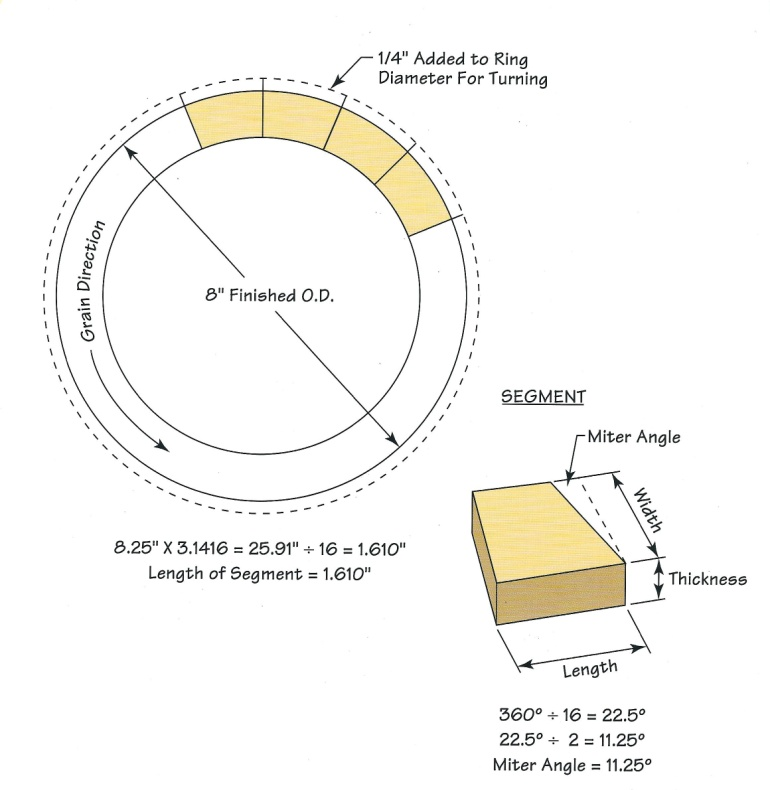 1/4" Added to Ring
Diameter For Turning
Grain Direction
8" Finished O.D.
SEGMENT
Miter Angle
Width
Thickness
Length
8.25" X 3.1416 = 25.91" ÷ 16 = 1.610"
Length of Segment = 1.610"
360° ÷ 16 = 22.5°
22.5° ÷ 2 = 11.25°
Miter Angle = 11.25°